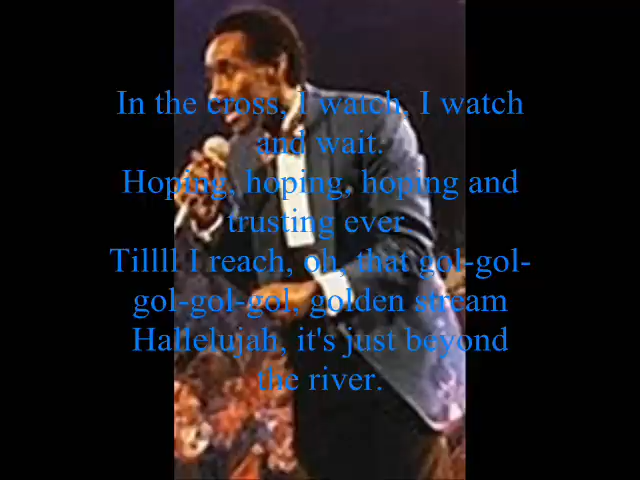 In the cross, I watch, I watch
and wait.
Hoping, hoping, hoping and
trusting ever
Tillll I reach, oh, that gol-gol-
gol-gol-gol, golden stream
Hallelujah, it's just beyond
the river.